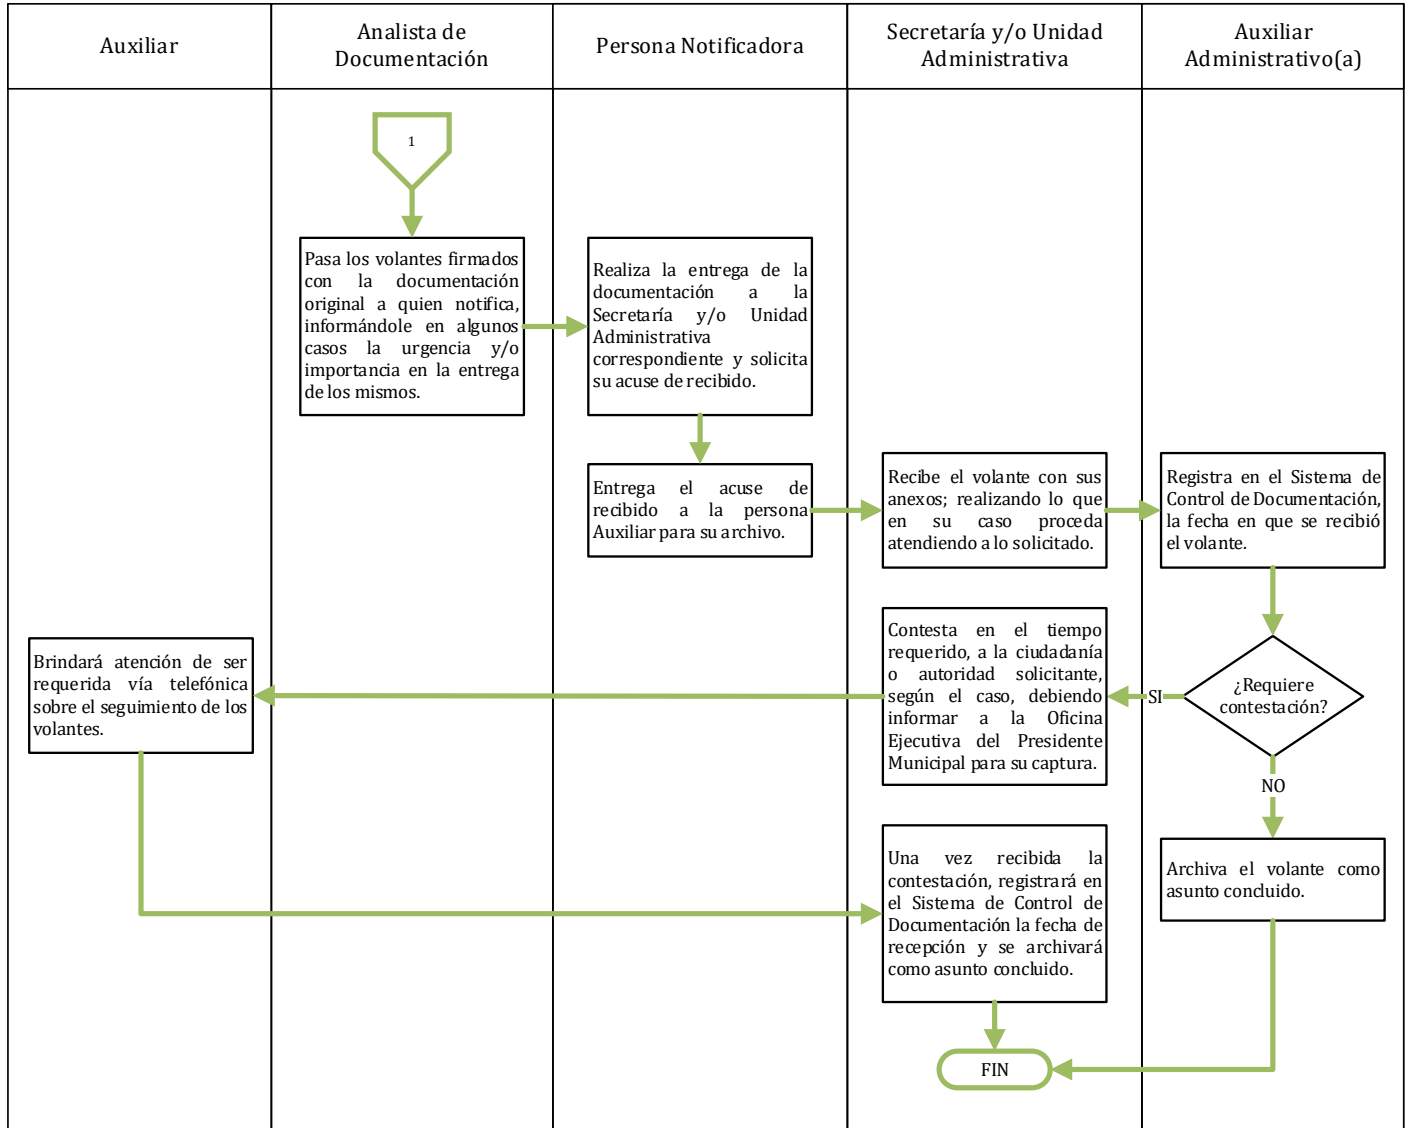 Auxiliar
Analista de
Documentación
Persona Notificadora
Secretaría y/o Unidad
Administrativa
Auxiliar
Administrativo(a)
1
Pasa los volantes firmados
con la documentación
original a quien notifica,
informándole en algunos
casos la urgencia y/o
importancia en la entrega
de los mismos.
Realiza la entrega de la
documentación a la
Secretaría y/o Unidad
Administrativa
correspondiente y solicita
su acuse de recibido.
Entrega el acuse de
recibido a la persona
Auxiliar para su archivo.
Recibe el volante con sus
anexos; realizando lo que
en su caso proceda
atendiendo a lo solicitado.
Registra en el Sistema de
Control de Documentación,
la fecha en que se recibió
el volante.
¿Requiere
contestación?
SI
Contesta en el tiempo
requerido, a la ciudadanía
o autoridad solicitante,
según el caso, debiendo
informar a la Oficina
Ejecutiva del Presidente
Municipal para su captura.
Brindará atención de ser
requerida vía telefónica
sobre el seguimiento de los
volantes.
NO
Archiva el volante como
asunto concluido.
Una vez recibida la
contestación, registrará en
el Sistema de Control de
Documentación la fecha de
recepción y se archivará
como asunto concluido.
FIN